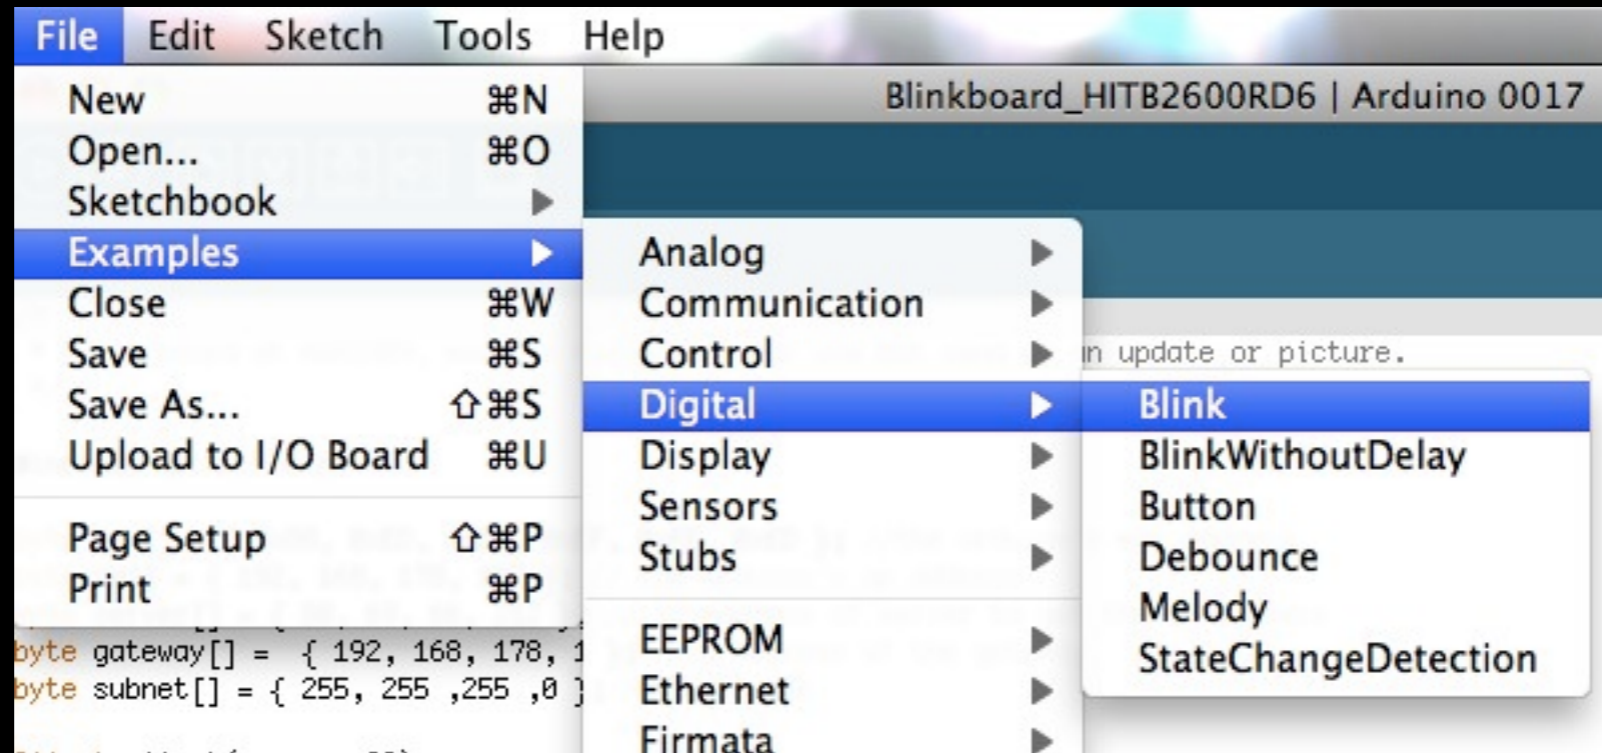 File Edit Sketch Tools Help
Blinkboard_HITB2600RD6 | Arduino 0017
New ⌘N
Open... ⌘O
Sketchbook ▶
Examples ▶
Close ⌘W
Save ⌘S
Save As... ⇧⌘S
Upload to I/O Board ⌘U
Page Setup ⇧⌘P
Print ⌘P
Analog ▶
Communication ▶
Control ▶
Digital ▶
Display ▶
Sensors ▶
Stubs ▶
EEPROM ▶
Ethernet ▶
Firmata ▶
Blink
BlinkWithoutDelay
Button
Debounce
Melody
StateChangeDetection
update or picture.
byte gateway[] = { 192, 168, 178,
byte subnet[] = { 255, 255 ,255 ,0 }